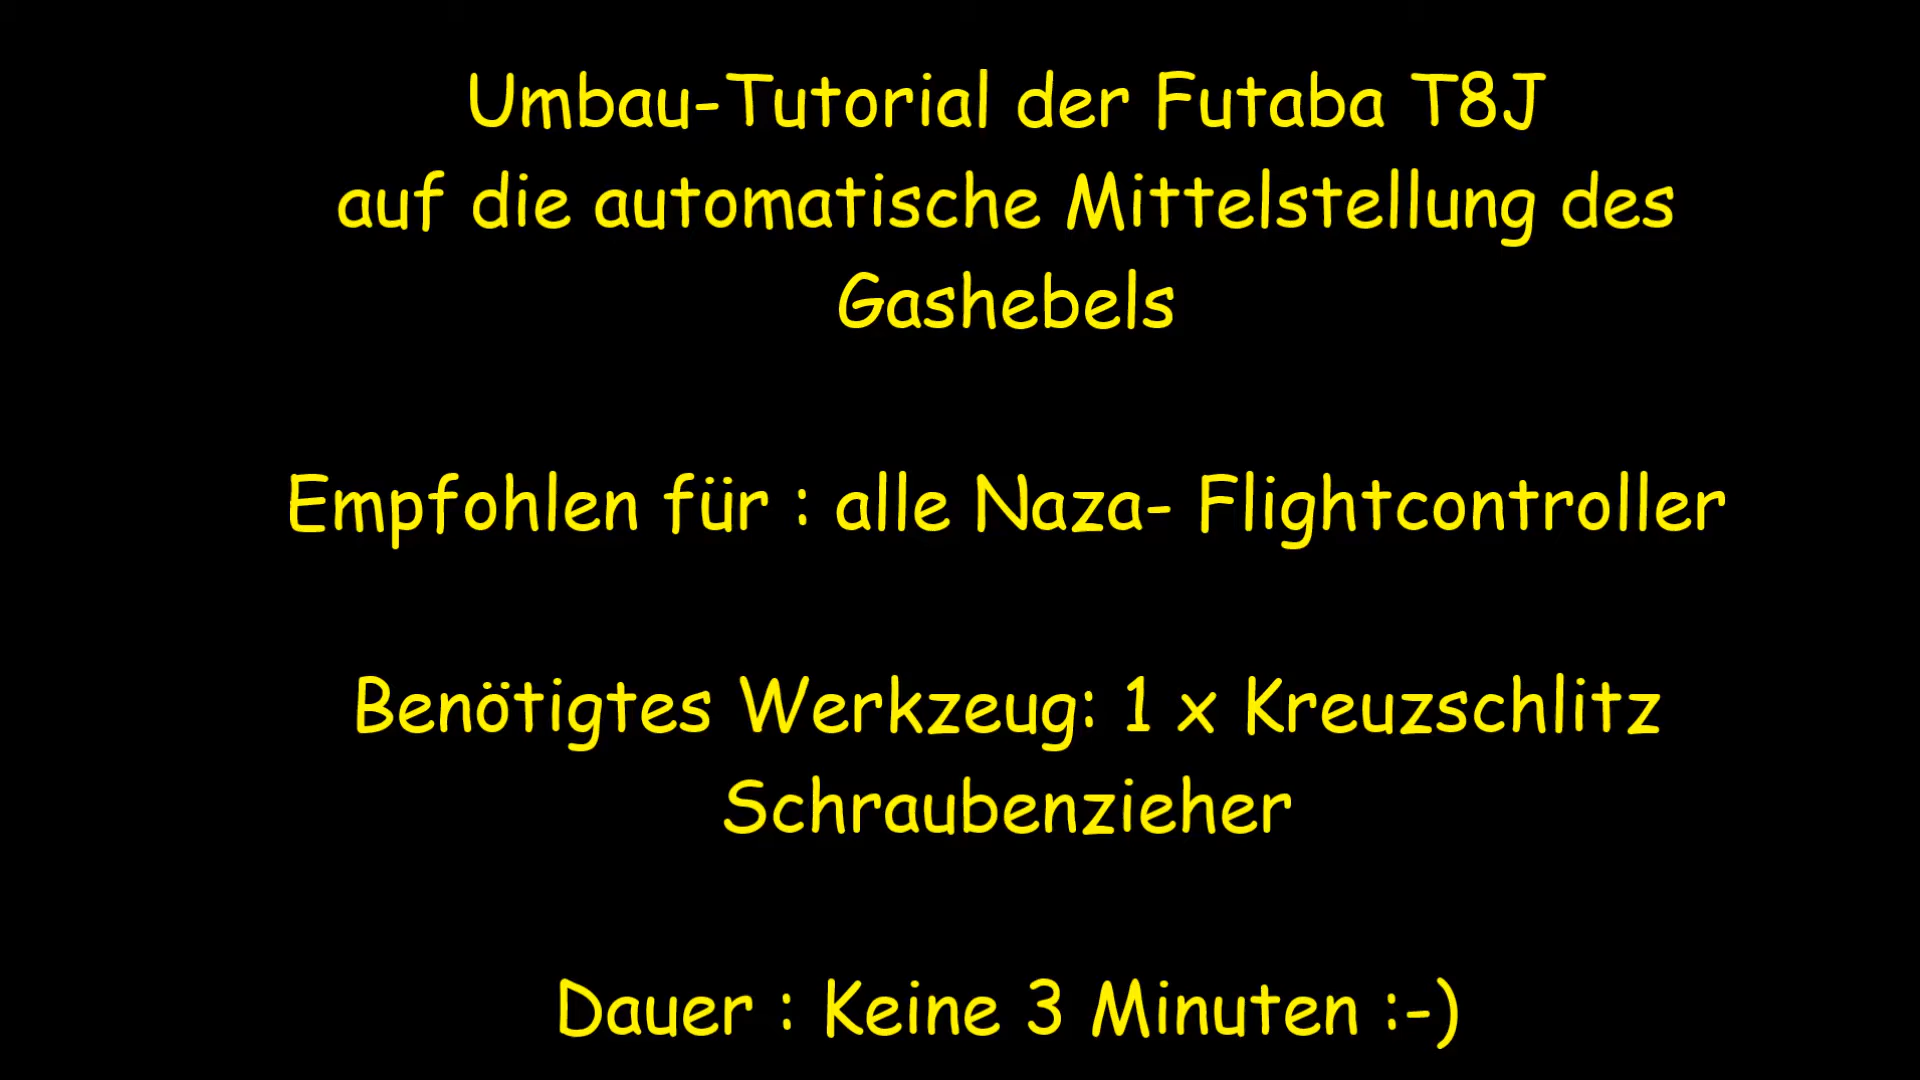 Umbau-Tutorial der Futaba T8J
auf die automatische Mittelstellung des
Gashebels
Empfohlen für : alle Naza- Flightcontroller
Benötigtes Werkzeug: 1 x Kreuzschlitz
Schraubenzieher
Dauer : Keine 3 Minuten :-)